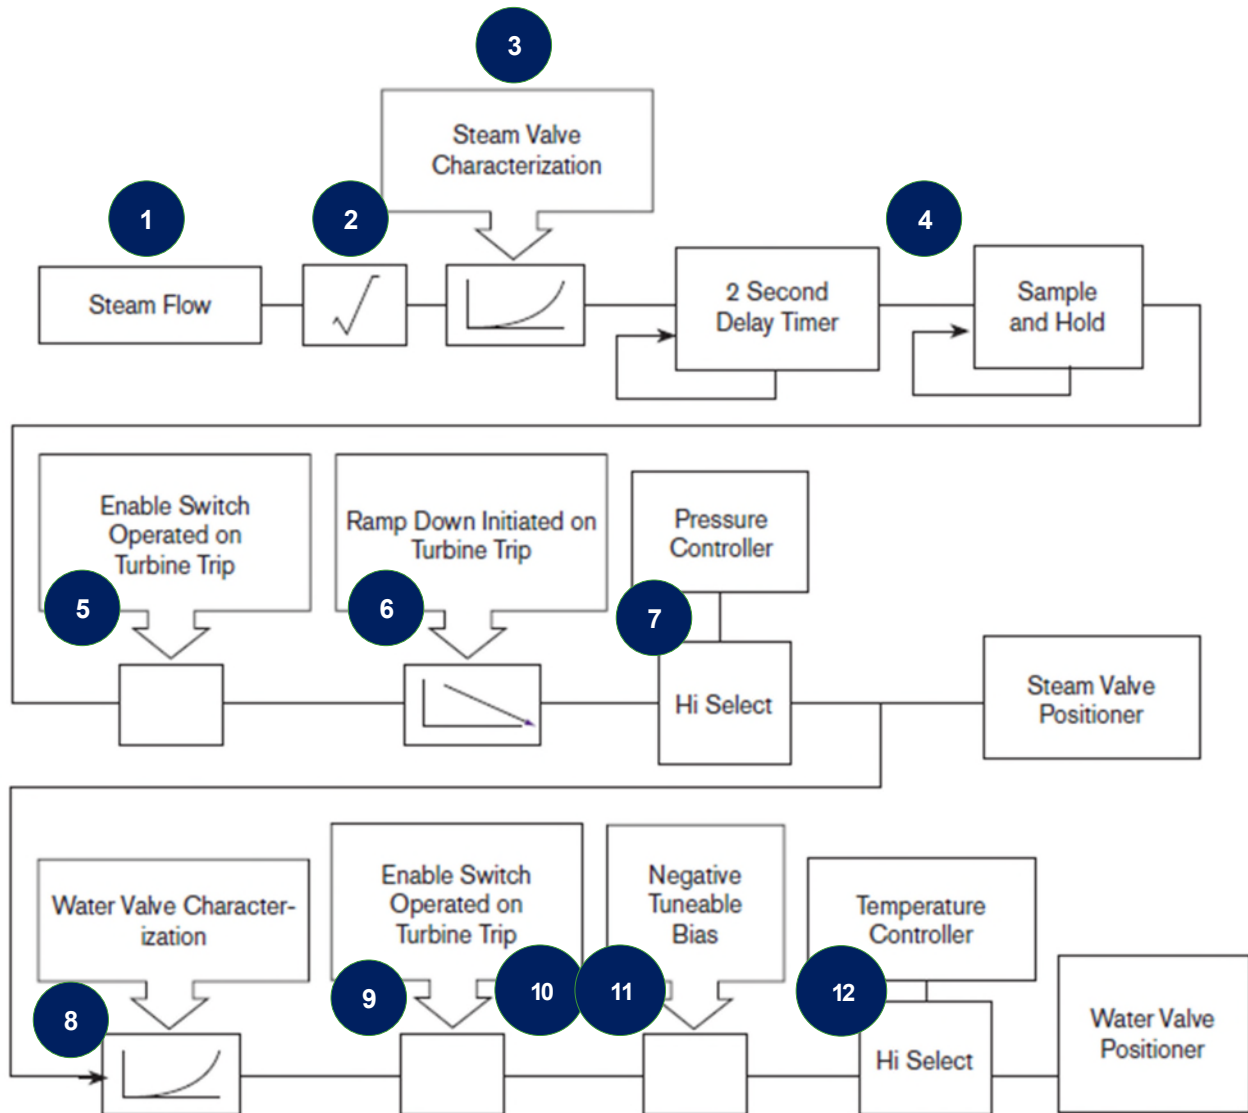 3
Steam Valve
Characterization
1
2
4
Steam Flow
2 Second
Delay Timer
Sample
and Hold
Enable Switch
Operated on
Turbine Trip
Ramp Down Initiated on
Turbine Trip
Pressure
Controller
5
6
7
Hi Select
Steam Valve
Positioner
Water Valve Character-
ization
Enable Switch
Operated on
Turbine Trip
Negative
Tuneable
Bias
Temperature
Controller
8
9
10
11
12
Hi Select
Water Valve
Positioner